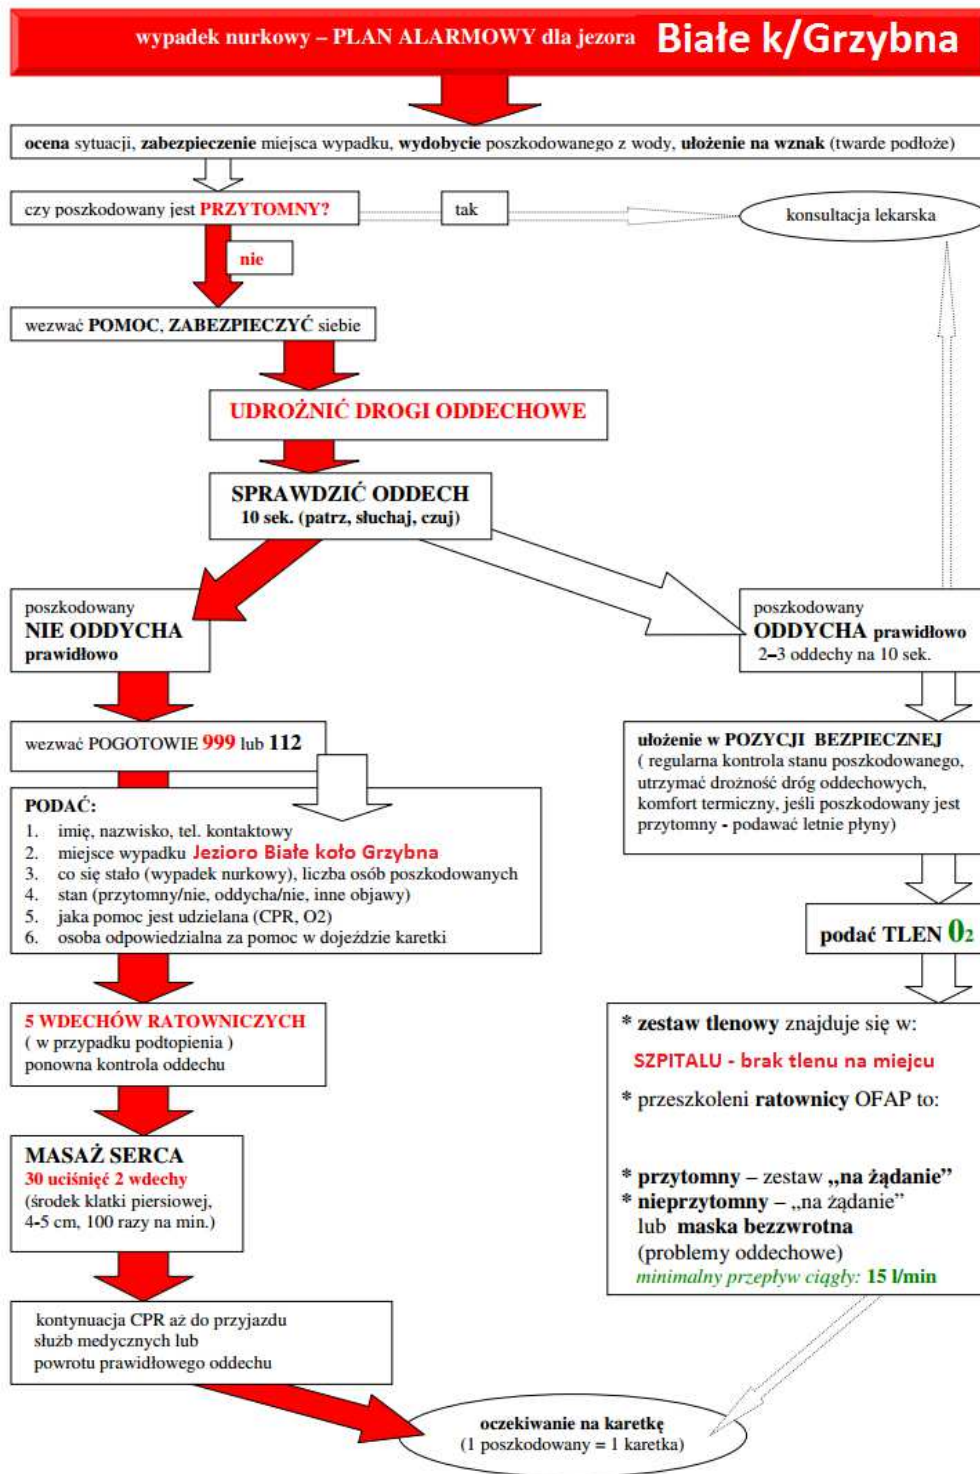 wypadek nurkowy – PLAN ALARMOWY dla jezora Białe k/Grzybna
ocena sytuacji, zabezpieczenie miejsca wypadku, wydobycie poszkodowanego z wody, ułożenie na wznak (twarde podłoże)
czy poszkodowany jest PRZYTOMNY?
tak
konsultacja lekarska
nie
wezwać POMOC, ZABEZPIECZYĆ siebie
UDROŻNIĆ DROGI ODDECHOWE
SPRAWDZIĆ ODDECH
10 sek. (patrz, słuchaj, czuj)
poszkodowany
NIE ODDYCHA
prawidłowo
poszkodowany
ODDYCHA prawidłowo
2–3 oddechy na 10 sek.
wezwać POGOTOWIE 999 lub 112
PODAĆ:
1. imię, nazwisko, tel. kontaktowy
2. miejsce wypadku Jezioro Białe koło Grzybna
3. co się stało (wypadek nurkowy), liczba osób poszkodowanych
4. stan (przytomny/nie, oddycha/nie, inne objawy)
5. jaka pomoc jest udzielana (CPR, O2)
6. osoba odpowiedzialna za pomoc w dojeździe karetki
ułożenie w POZYCJI BEZPIECZNEJ
( regularna kontrola stanu poszkodowanego,
utrzymać drożność dróg oddechowych,
komfort termiczny, jeśli poszkodowany jest
przytomny - podawać letnie płyny)
podać TLEN 02
5 WDECHÓW RATOWNICZYCH
( w przypadku podtopienia )
ponowna kontrola oddechu
MASAŻ SERCA
30 uciśnięć 2 wdechy
(środek klatki piersiowej,
4-5 cm, 100 razy na min.)
kontynuacja CPR aż do przyjazdu
służb medycznych lub
powrotu prawidłowego oddechu
* zestaw tlenowy znajduje się w:
SZPITALU - brak tlenu na miejcu
* przeszkoleni ratownicy OFAP to:
* przytomny – zestaw „na żądanie”
* nieprzytomny – „na żądanie”
lub maska bezzwrotna
(problemy oddechowe)
minimalny przepływ ciągły: 15 l/min
oczekiwanie na karetkę
(1 poszkodowany = 1 karetka)